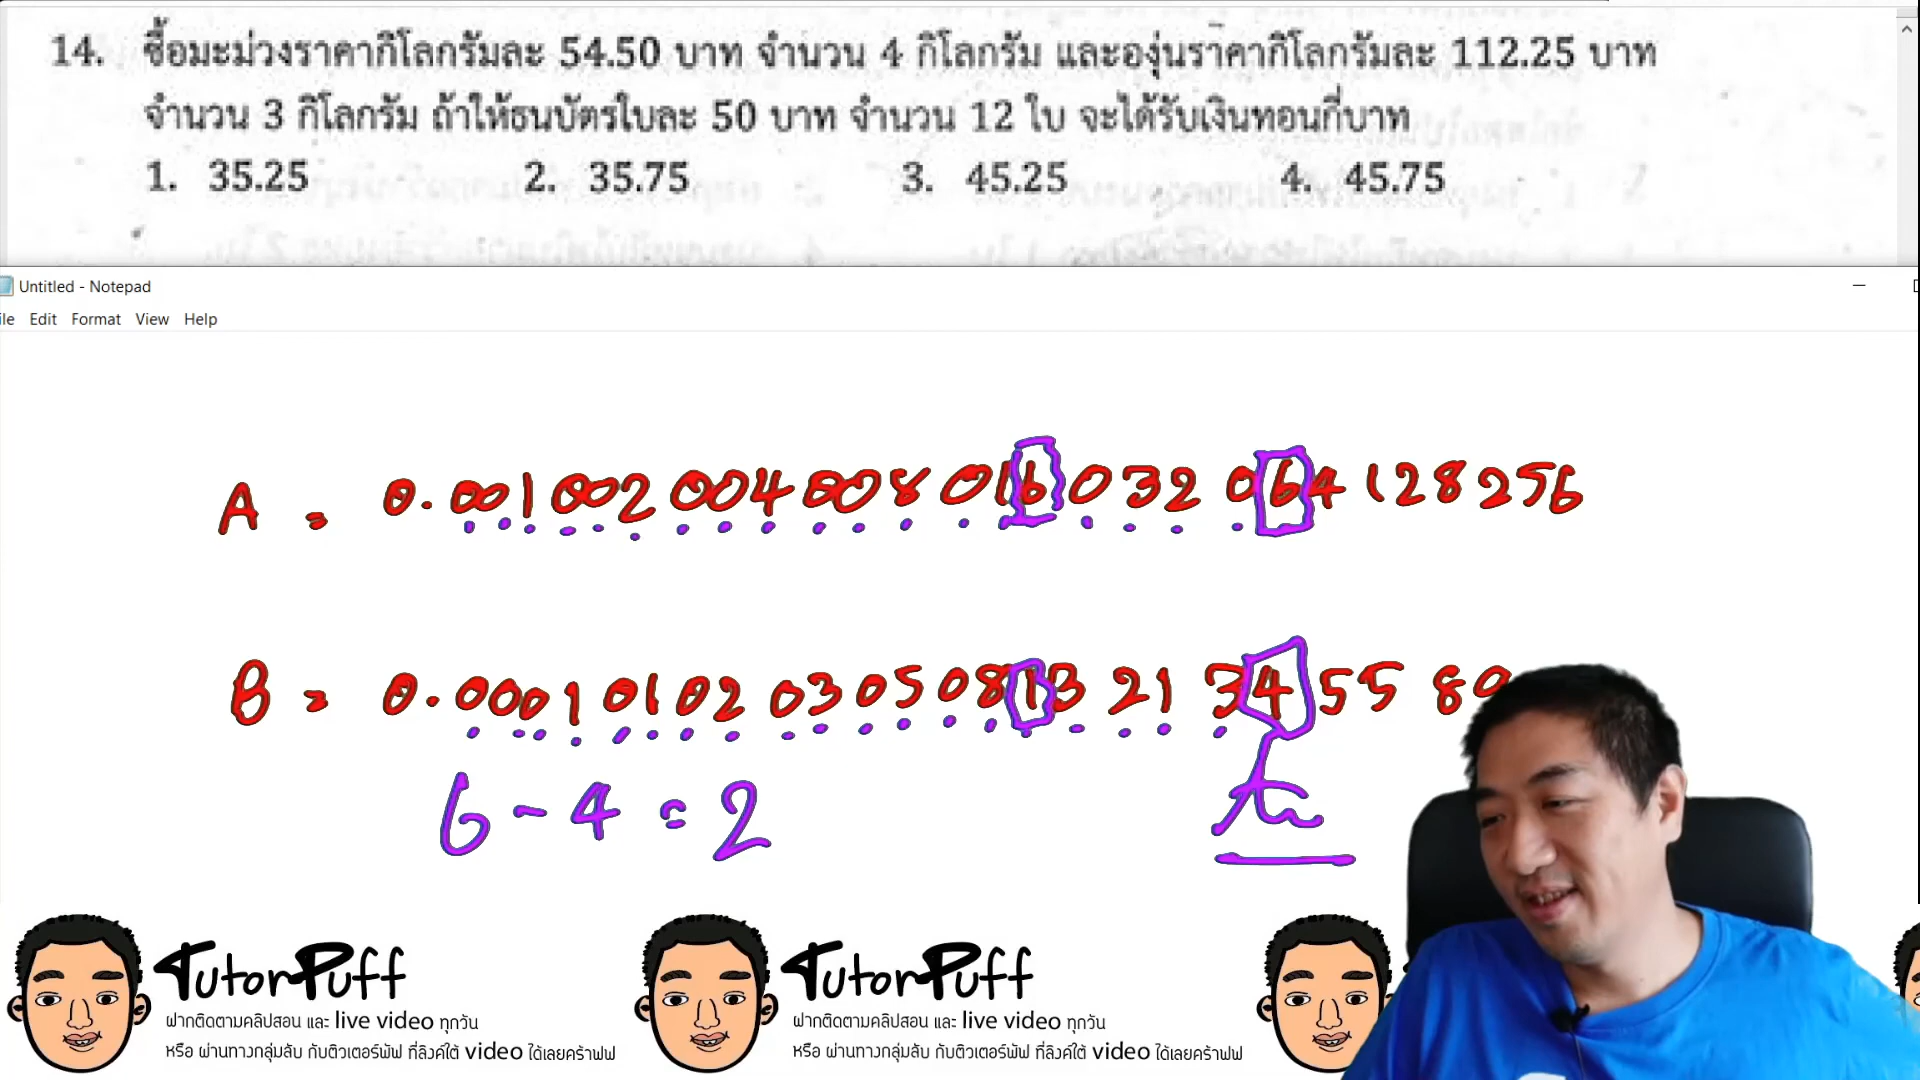 14. ซื้อมะม่วงราคากิโลกรัมละ 54.50 บาท จำนวน 4 กิโลกรัม และองุ่นราคากิโลกรัมละ 112.25 บาท
จำนวน 3 กิโลกรัม ถ้าให้ธนบัตรใบละ 50 บาท จำนวน 12 ใบ จะได้รับเงินทอนกี่บาท
1. 35.25 2. 35.75 3. 45.25 4. 45.75
Untitled - Notepad
Edit Format View Help
A = 0.001002004008016032064128256
B = 0.00010102030508132134558
6 - 4 = 2
TutorPuff TutorPuff
ฝากติดตามคลิปสอน และ live video ทุกวัน ฝากติดตามคลิปสอน และ live video ทุกวัน
หรือ ผ่านทางกลุ่มลับ กับติวเตอร์พัฟ ที่ลิงค์ใต้ video ได้เลยคร้าฟฟ หรือ ผ่านทางกลุ่มลับ กับติวเตอร์พัฟ ที่ลิงค์ใต้ video ได้เลยคร้าฟฟ